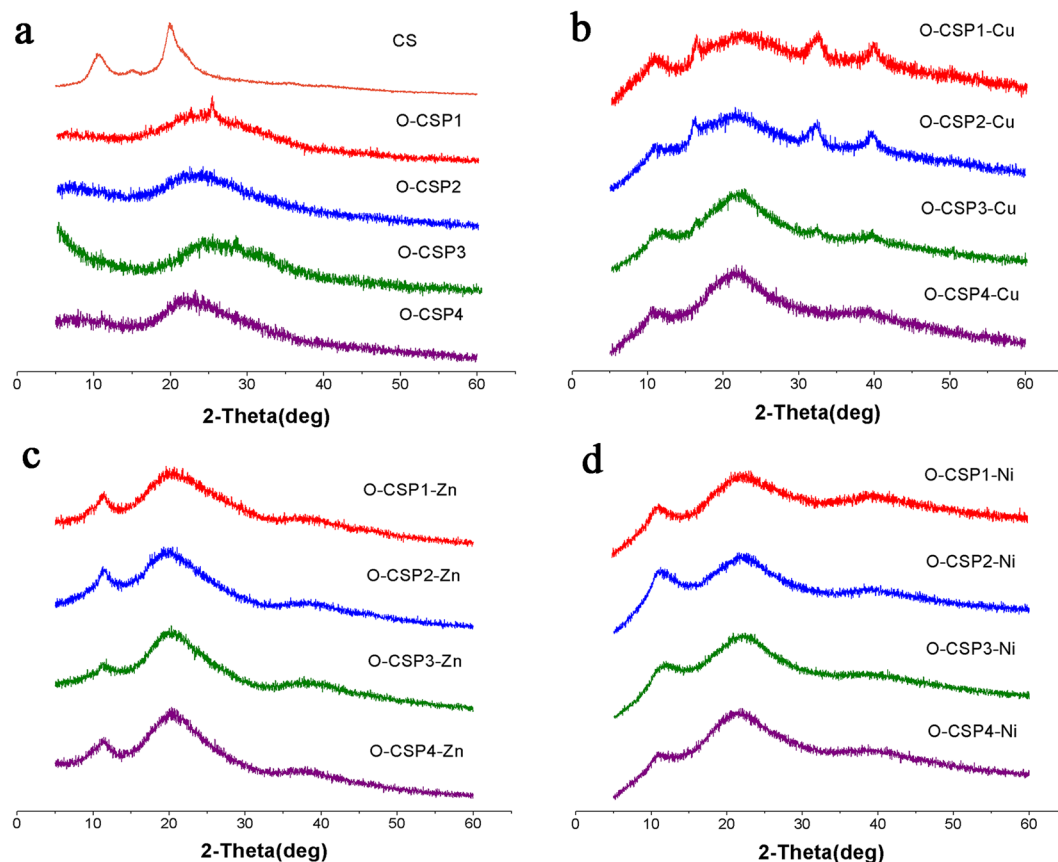 a
CS
O-CSP1
O-CSP2
O-CSP3
O-CSP4
0 10 20 30 40 50 60
2-Theta(deg)
b
O-CSP1-Cu
O-CSP2-Cu
O-CSP3-Cu
O-CSP4-Cu
0 10 20 30 40 50 60
2-Theta(deg)
c
O-CSP1-Zn
O-CSP2-Zn
O-CSP3-Zn
O-CSP4-Zn
0 10 20 30 40 50 60
2-Theta(deg)
d
O-CSP1-Ni
O-CSP2-Ni
O-CSP3-Ni
O-CSP4-Ni
0 10 20 30 40 50 60
2-Theta(deg)